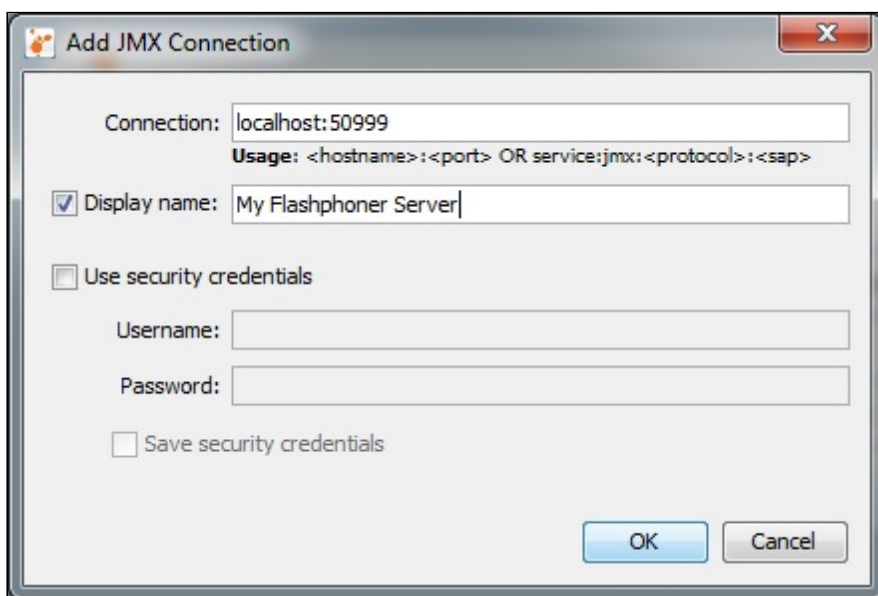 Add JMX Connection
Connection: localhost:50999
Usage: <hostname>:<port> OR service:jmx:<protocol>:<sap>
Display name: My Flashphoner Server
Use security credentials
Username:
Password:
Save security credentials
OK Cancel